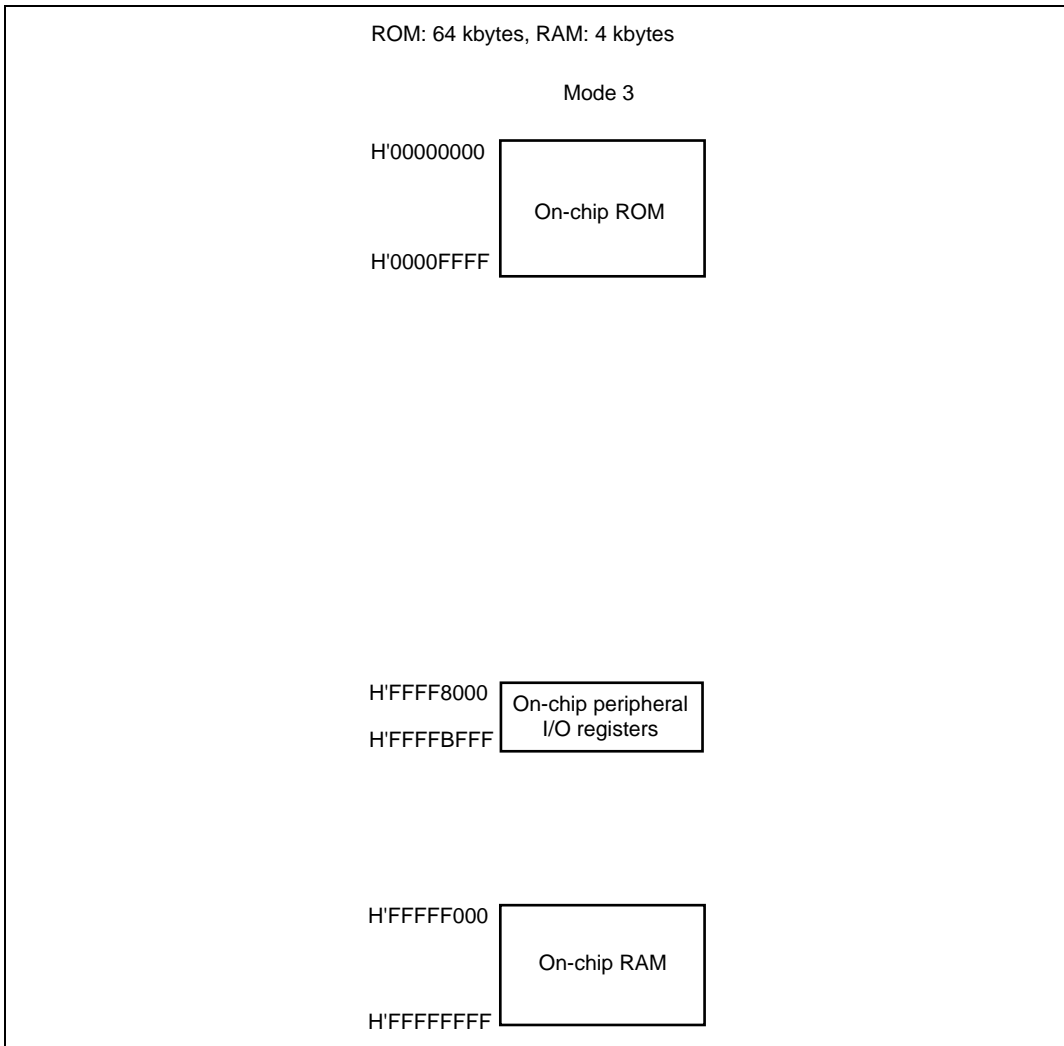 ROM: 64 kbytes, RAM: 4 kbytes
Mode 3
H'00000000
On-chip ROM
H'0000FFFF
H'FFFF8000
On-chip peripheral
I/O registers
H'FFFFBFFF
H'FFFFF000
On-chip RAM
H'FFFFFFFF